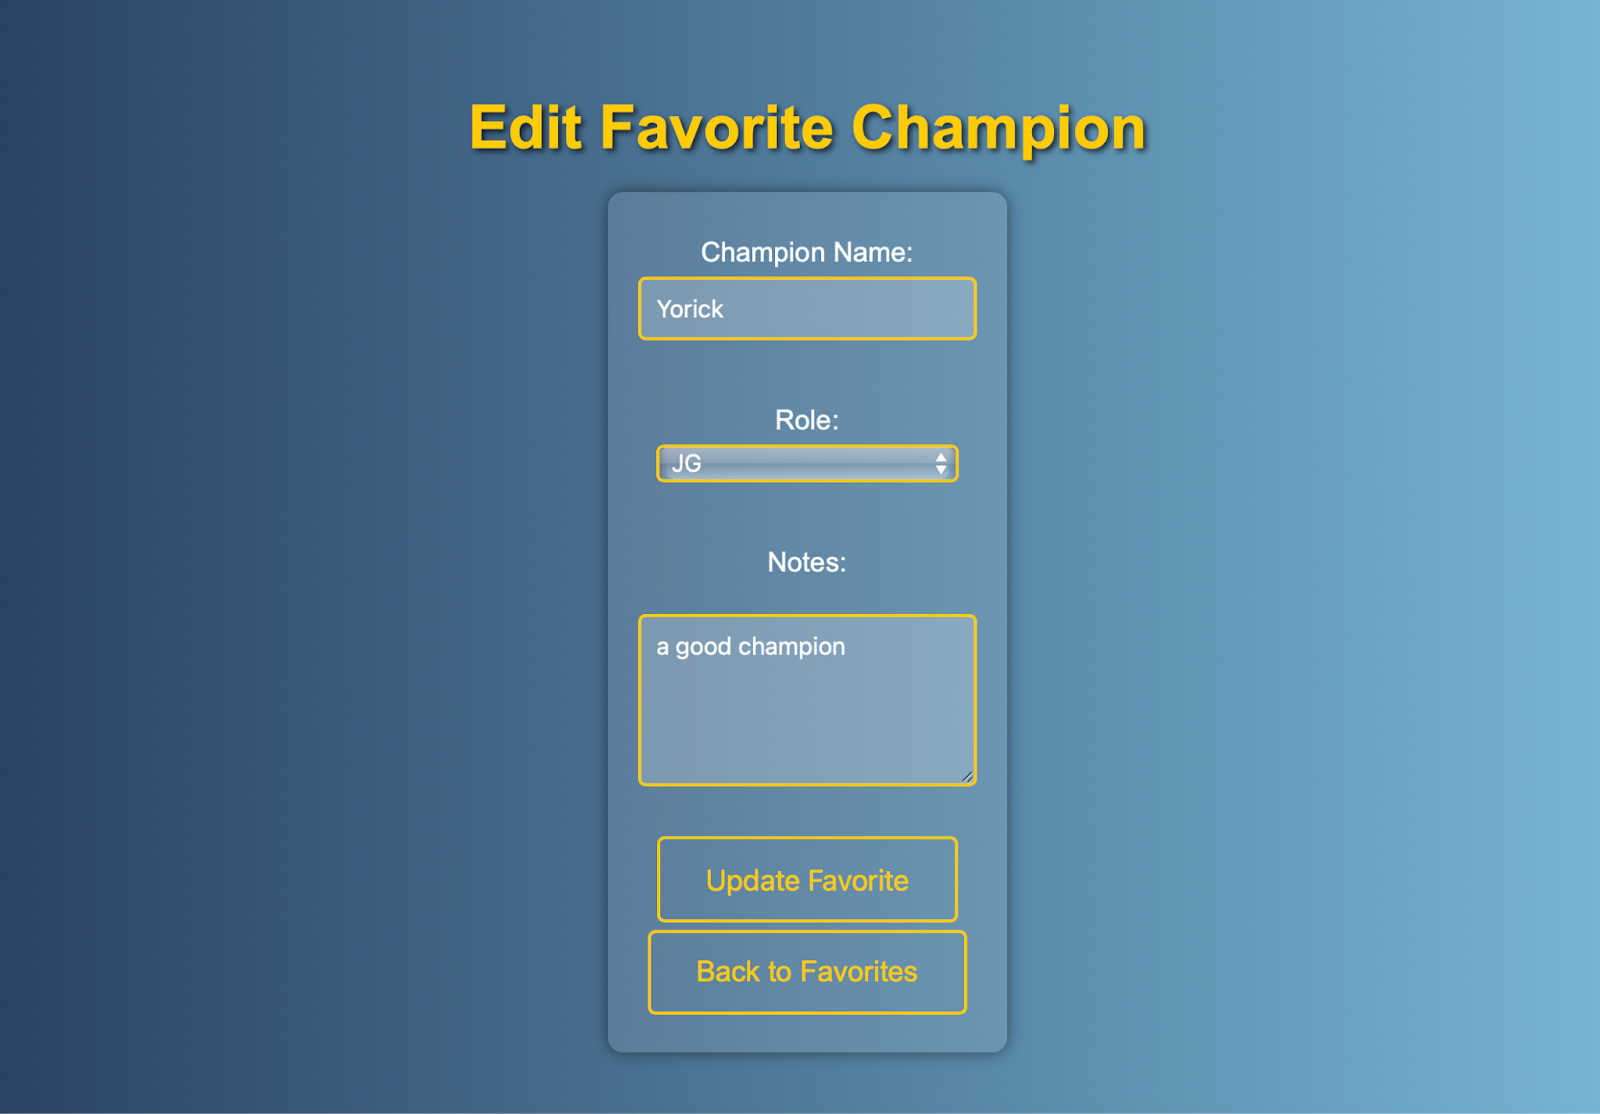 Edit Favorite Champion
Champion Name:
Yorick
Role:
JG
Notes:
a good champion
Update Favorite
Back to Favorites